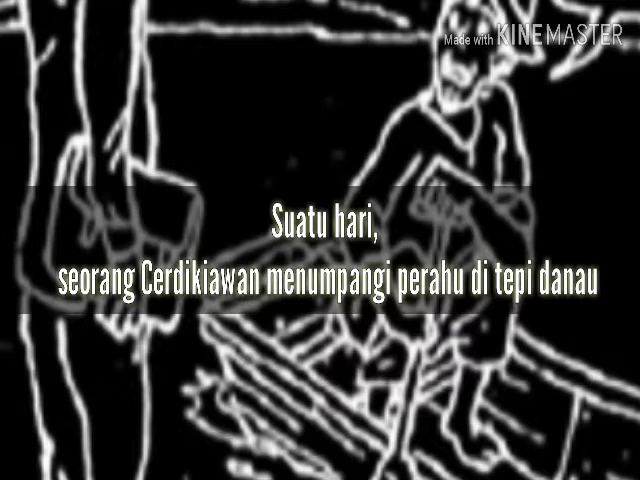 Made with KINEMASTER
Suatu hari,
seorang Cerdikiawan menumpangi perahu di tepi danau